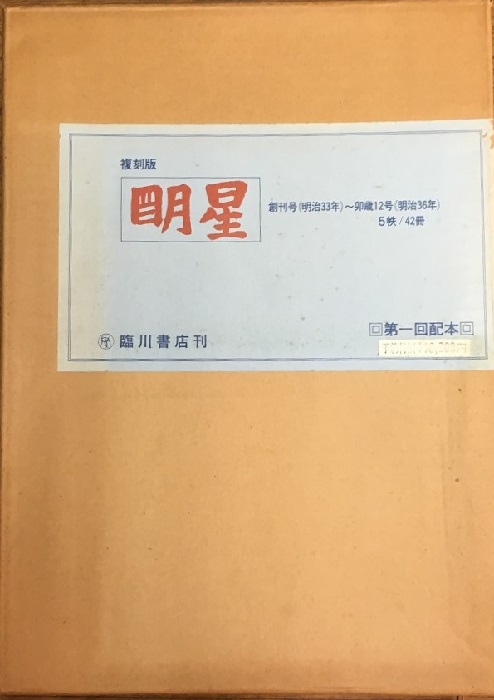 複刻版
明星
創刊号(明治33年)～卯歳12号(明治36年)
5帙/42冊
臨川書店刊
回第一回配本回